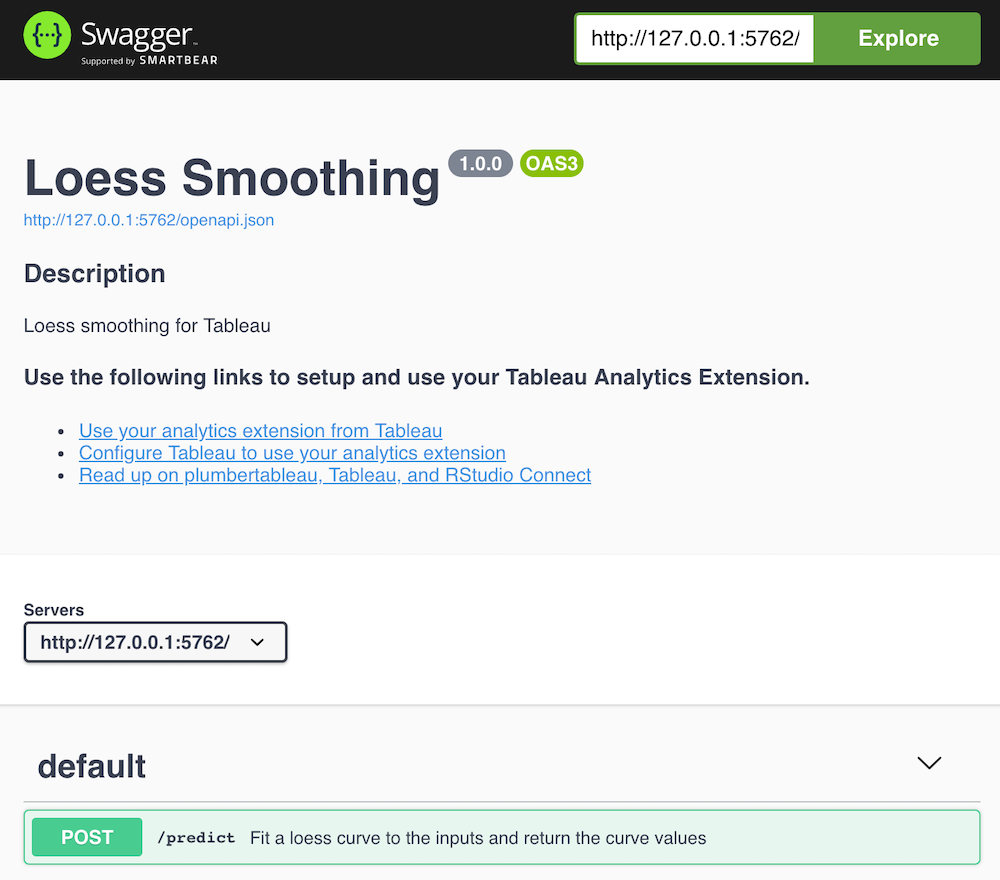 {···} Swagger™
Supported by SMARTBEAR
http://127.0.0.1:5762/
Explore
Loess Smoothing 1.0.0 OAS3
http://127.0.0.1:5762/openapi.json
Description
Loess smoothing for Tableau
Use the following links to setup and use your Tableau Analytics Extension.
• Use your analytics extension from Tableau
• Configure Tableau to use your analytics extension
• Read up on plumbertableau, Tableau, and RStudio Connect
Servers
http://127.0.0.1:5762/
default
POST /predict Fit a loess curve to the inputs and return the curve values